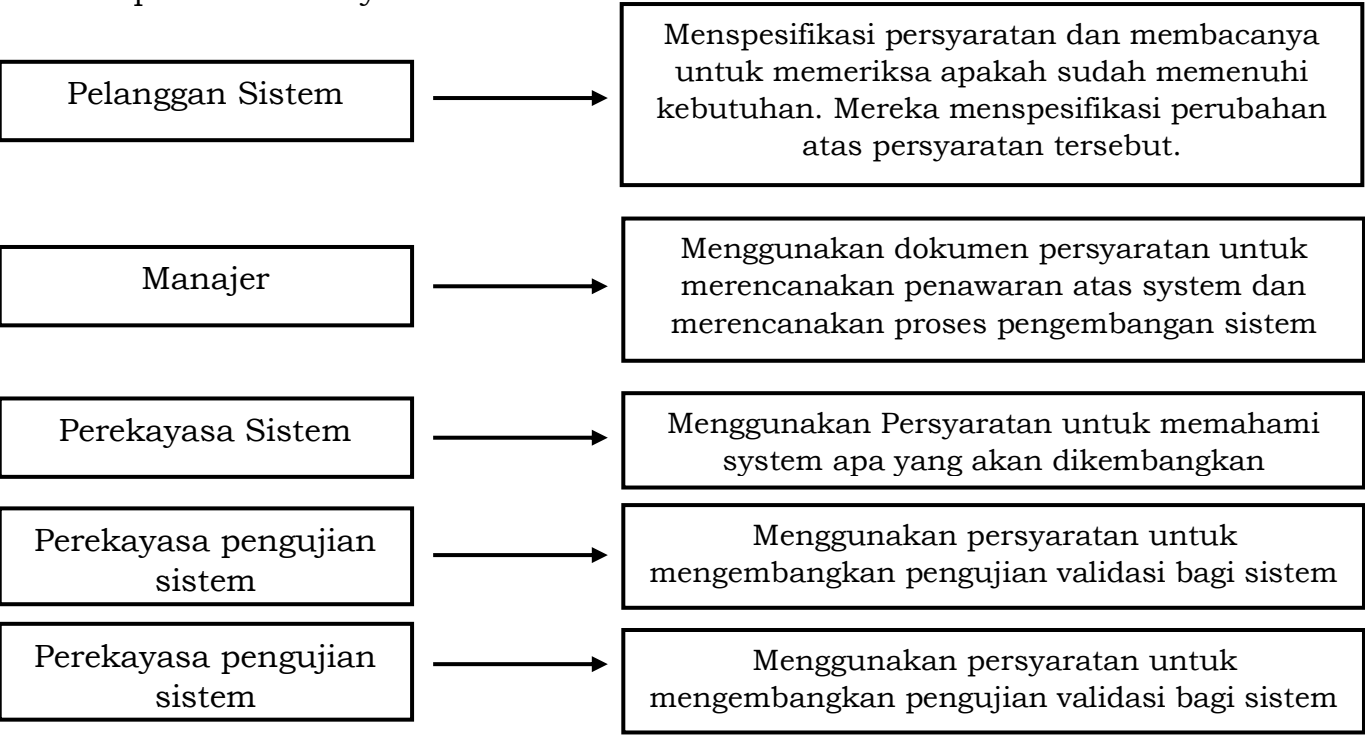 Pelanggan Sistem
Menspesifikasi persyaratan dan membacanya
untuk memeriksa apakah sudah memenuhi
kebutuhan. Mereka menspesifikasi perubahan
atas persyaratan tersebut.
Manajer
Menggunakan dokumen persyaratan untuk
merencanakan penawaran atas system dan
merencanakan proses pengembangan sistem
Perekayasa Sistem
Menggunakan Persyaratan untuk memahami
system apa yang akan dikembangkan
Perekayasa pengujian
sistem
Menggunakan persyaratan untuk
mengembangkan pengujian validasi bagi sistem
Perekayasa pengujian
sistem
Menggunakan persyaratan untuk
mengembangkan pengujian validasi bagi sistem